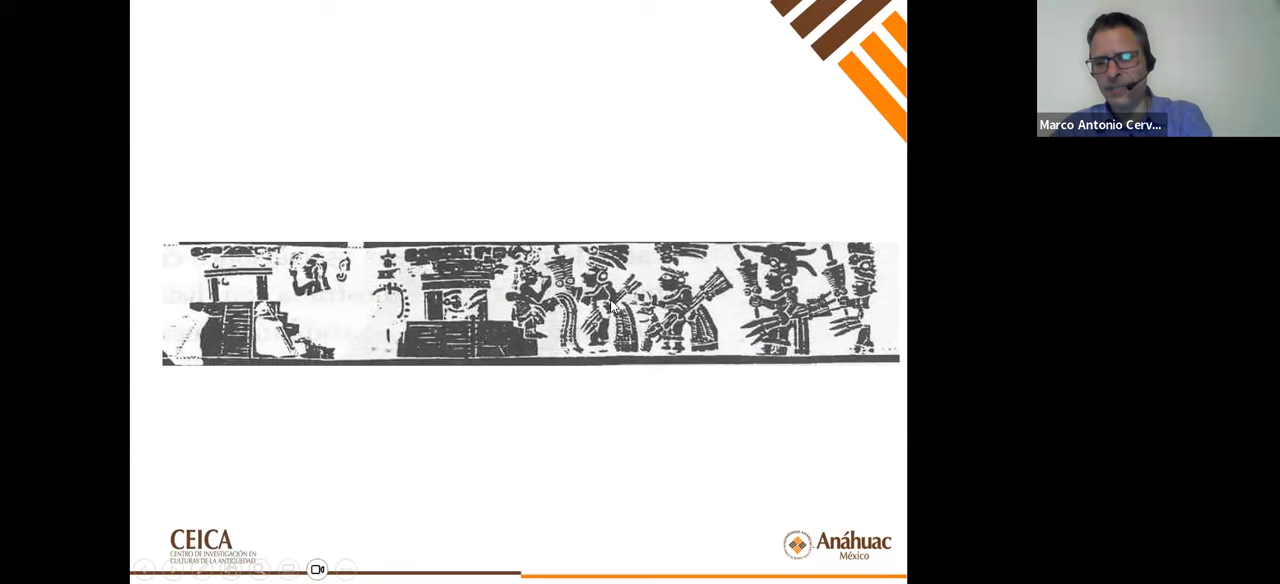 Marco Antonio Cerv...
CEICA
CENTRO DE INVESTIGACIÓN EN
CULTURAS DE LA ANTIGÜEDAD
Anáhuac
México